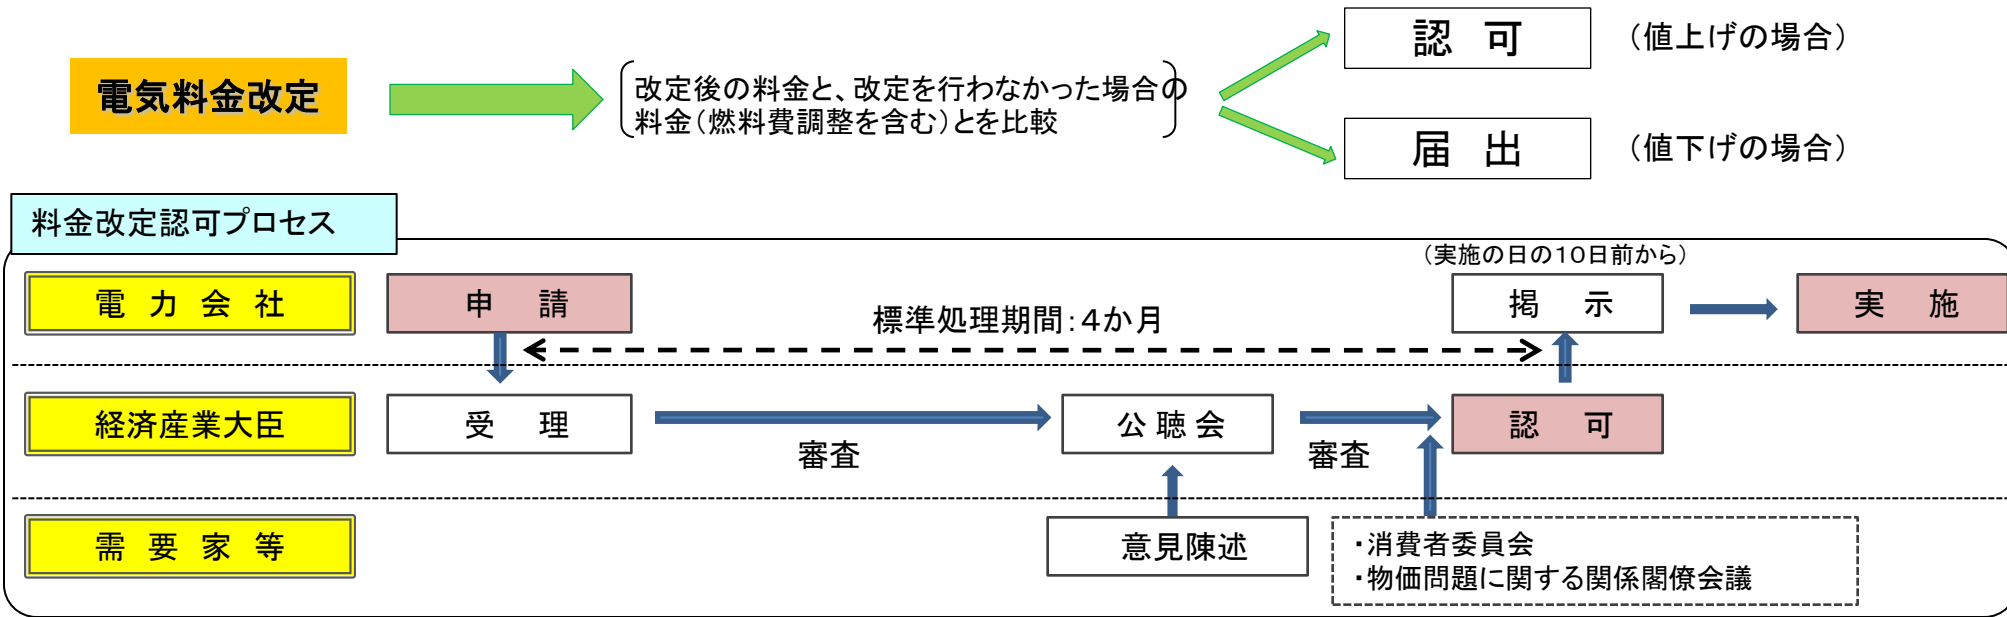 認 可
（値上げの場合）
電気料金改定
改定後の料金と、改定を行わなかった場合の
料金（燃料費調整を含む）とを比較
届 出
（値下げの場合）
料金改定認可プロセス
（実施の日の１０日前から）
電 力 会 社
申 請
標準処理期間：４か月
掲 示
実 施
経済産業大臣
受 理
審査
公 聴 会
審査
認 可
需 要 家 等
意見陳述
・消費者委員会
・物価問題に関する関係閣僚会議